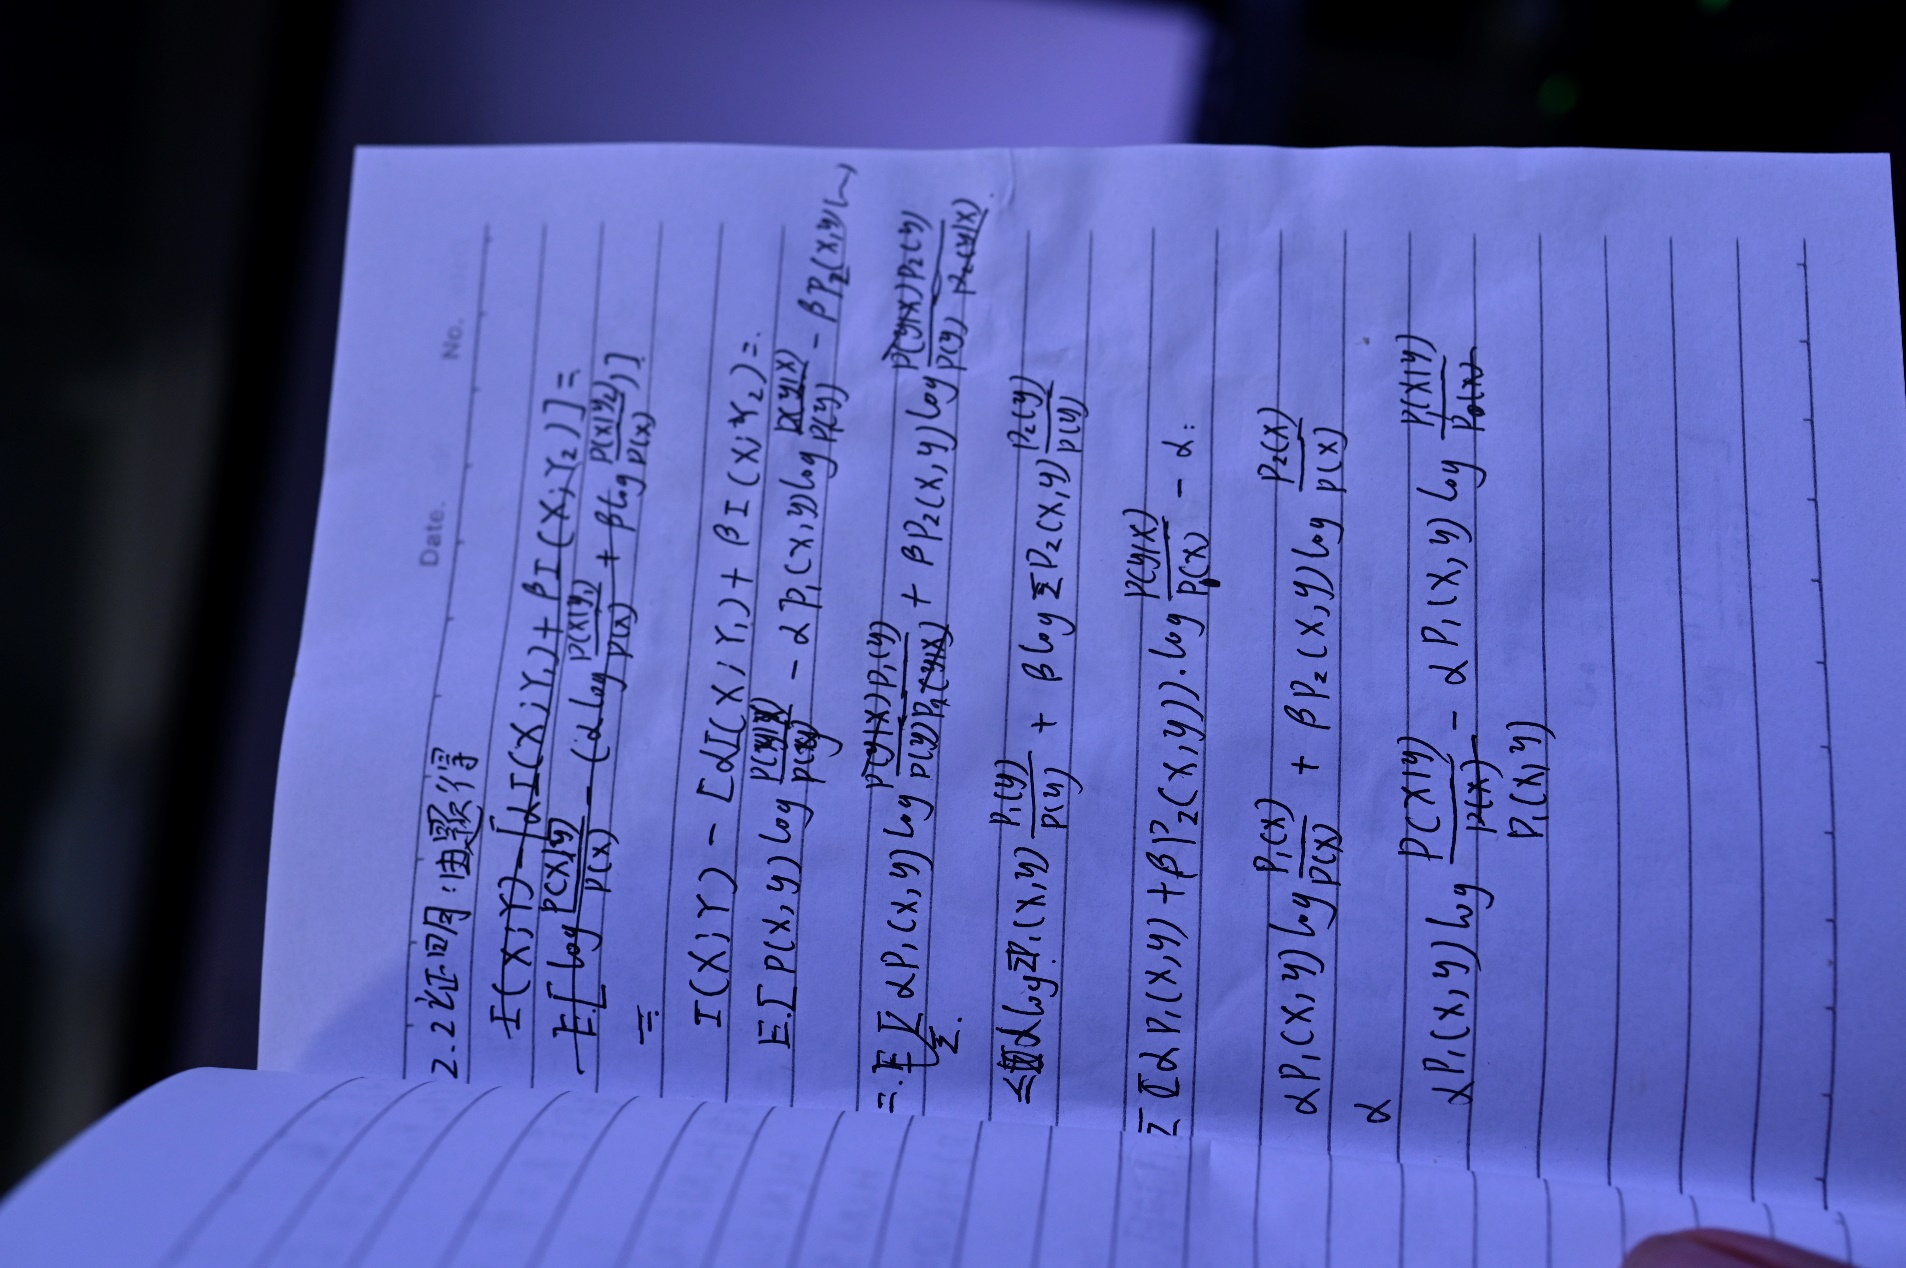 Date. No.
2.2 证明:由题得
I(X;Y) - [αI(X;Y₁) + βI(X;Y₂)] =
E[log p(x|y)/p(x) - (α log p(x|y₁)/p(x) + β log p(x|y₂)/p(x))]
=
I(X;Y) - [αI(X;Y₁) + βI(X;Y₂) =.
E.[P(x,y) log p(y|x)/p(y) - αP₁(x,y) log p(y|x)/p(y) - βP₂(x,y)
=.E[αP₁(x,y) log p(y|x)P₁(y)/p(y) + βP₂(x,y) log p(y|x)P₂(y)/p(y) p₂(y|x)
Σ.
≤ α log Σ P₁(x,y) P₁(y)/p(y) + β log Σ P₂(x,y) P₂(y)/p(y)
Σ [αP₁(x,y) + βP₂(x,y)). log p(y|x)/p(x) - α:
αP₁(x,y) log P₁(x)/p(x) + βP₂(x,y) log P₂(x)/p(x)
α
αP₁(x,y) log P(x|y)/p(x) - αP₁(x,y) log P₁(x|y)
P₁(x,y)